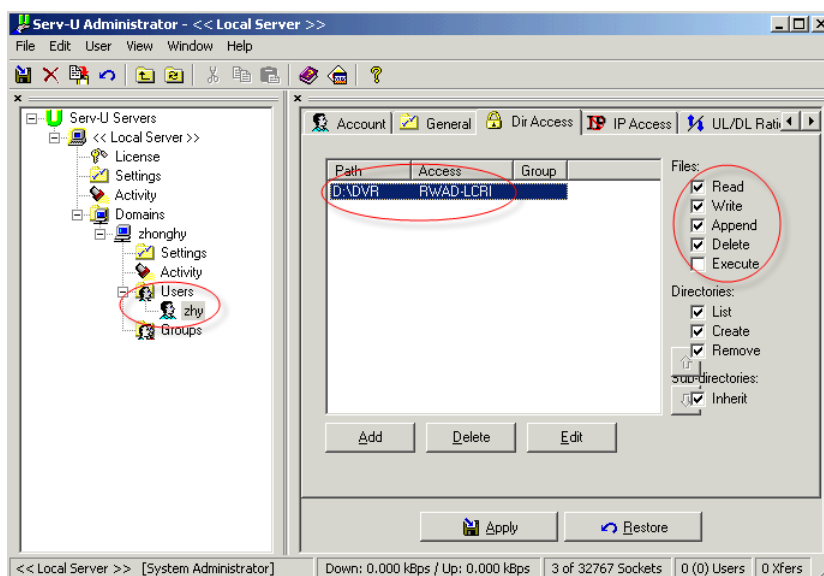 Serv-U Administrator - << Local Server >>
File Edit User View Window Help
Serv-U Servers
<< Local Server >>
License
Settings
Activity
Domains
zhonghy
Settings
Activity
Users
zhy
Groups
Account General Dir Access IP Access UL/DL Rati
Path Access Group
D:\DVR RWAD-LCRI
Files:
Read
Write
Append
Delete
Execute
Directories:
List
Create
Remove
Sub-directories:
Inherit
Add Delete Edit
Apply Restore
<< Local Server >> [System Administrator] Down: 0.000 kBps / Up: 0.000 kBps 3 of 32767 Sockets 0 (0) Users 0 Xfers